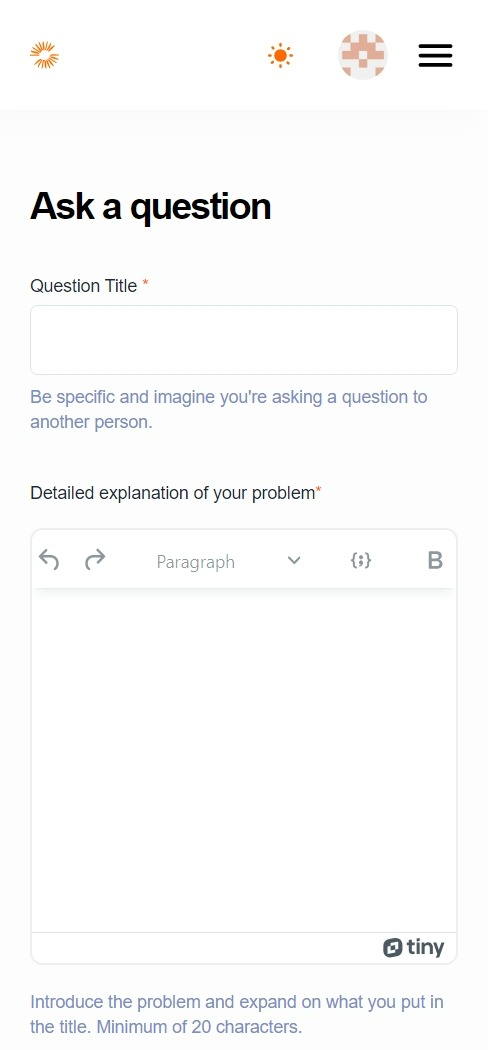 Ask a question
Question Title *
Be specific and imagine you're asking a question to
another person.
Detailed explanation of your problem*
Paragraph {;} B
tiny
Introduce the problem and expand on what you put in
the title. Minimum of 20 characters.